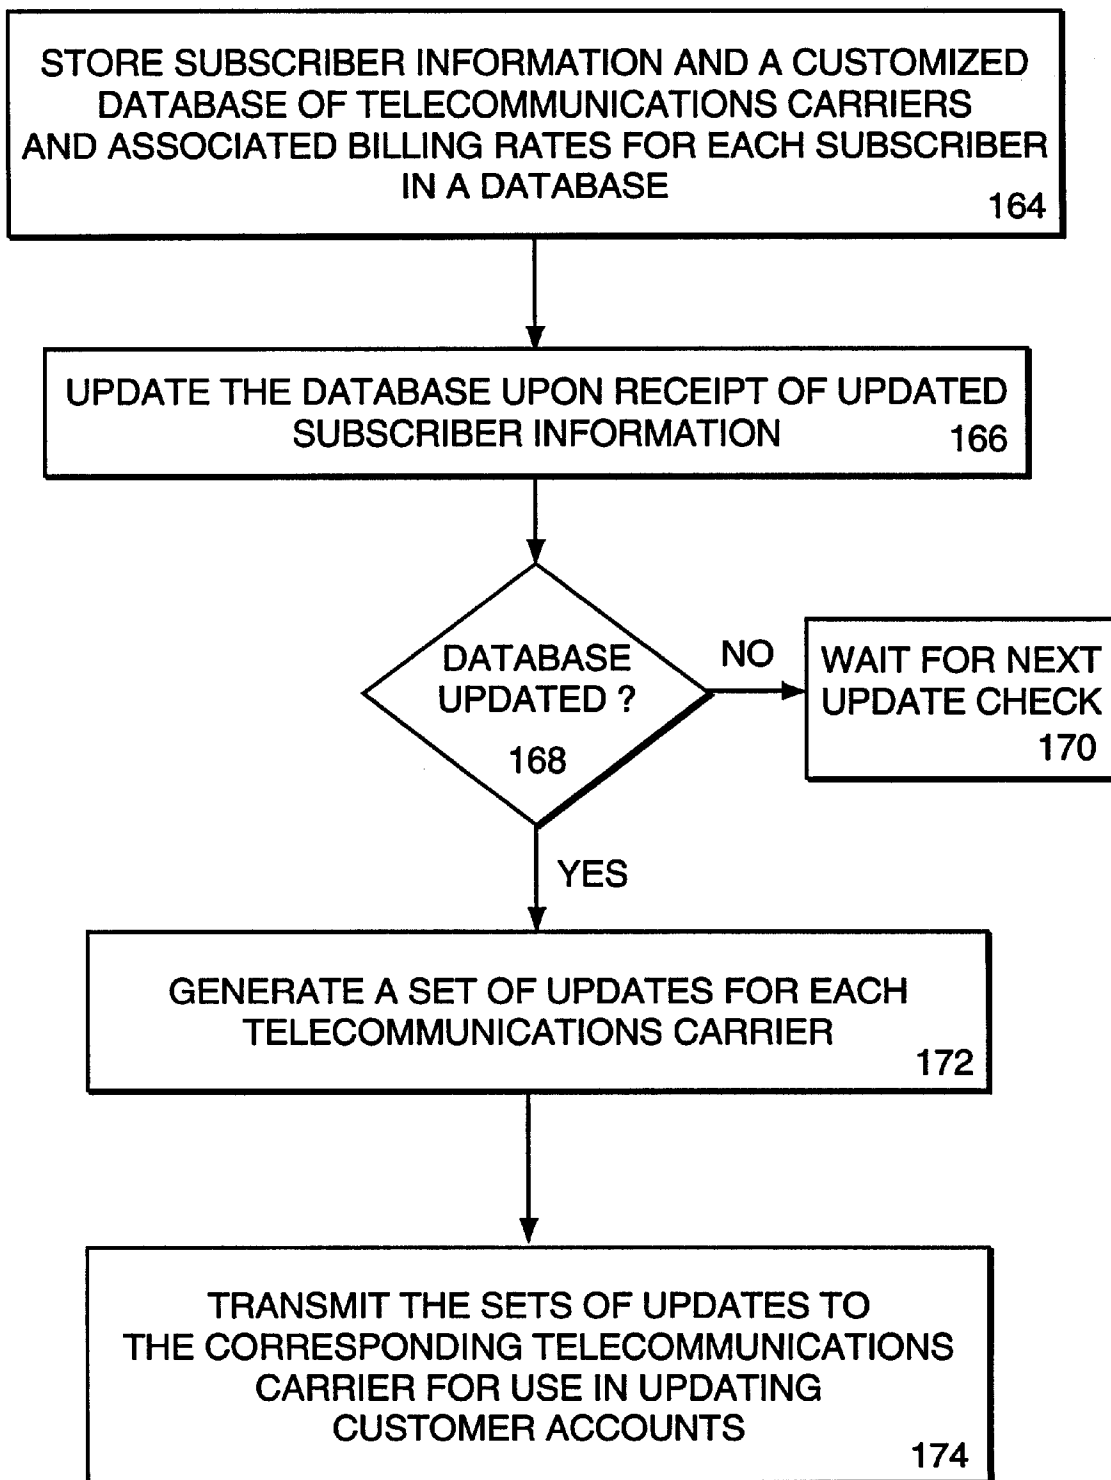 STORE SUBSCRIBER INFORMATION AND A CUSTOMIZED
DATABASE OF TELECOMMUNICATIONS CARRIERS
AND ASSOCIATED BILLING RATES FOR EACH SUBSCRIBER
IN A DATABASE
164
UPDATE THE DATABASE UPON RECEIPT OF UPDATED
SUBSCRIBER INFORMATION
166
DATABASE
UPDATED ?
168
NO
WAIT FOR NEXT
UPDATE CHECK
170
YES
GENERATE A SET OF UPDATES FOR EACH
TELECOMMUNICATIONS CARRIER
172
TRANSMIT THE SETS OF UPDATES TO
THE CORRESPONDING TELECOMMUNICATIONS
CARRIER FOR USE IN UPDATING
CUSTOMER ACCOUNTS
174